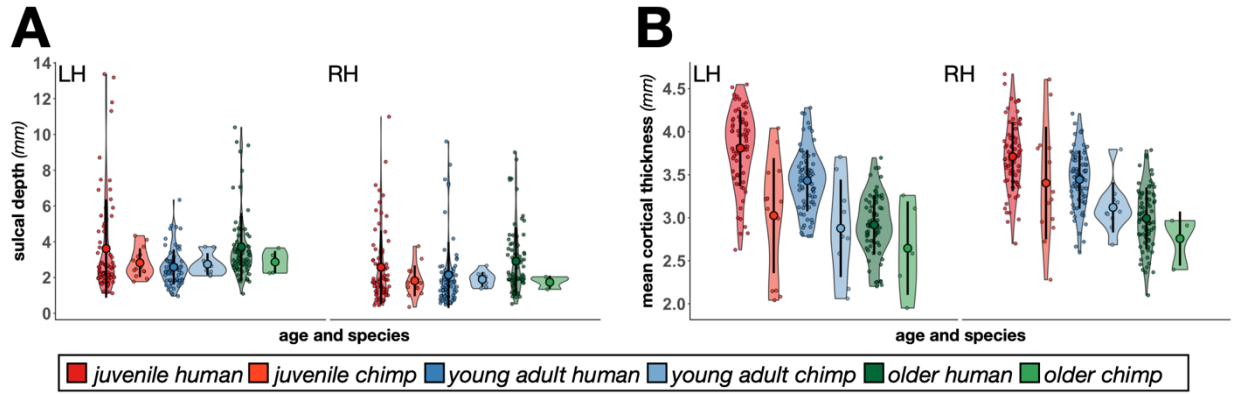 A
sulcal depth (mm)
14
12
10
8
6
4
2
0
LH
RH
age and species
B
mean cortical thickness (mm)
4.5
4.0
3.5
3.0
2.5
2.0
LH
RH
age and species
juvenile human juvenile chimp young adult human young adult chimp older human older chimp